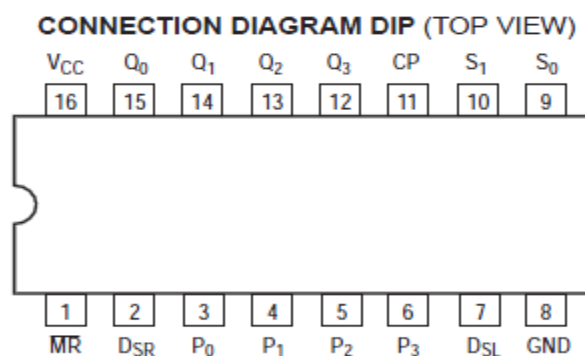 CONNECTION DIAGRAM DIP (TOP VIEW)
VCC Q0 Q1 Q2 Q3 CP S1 S0
16 15 14 13 12 11 10 9
1 2 3 4 5 6 7 8
M̅R̅ DSR P0 P1 P2 P3 DSL GND